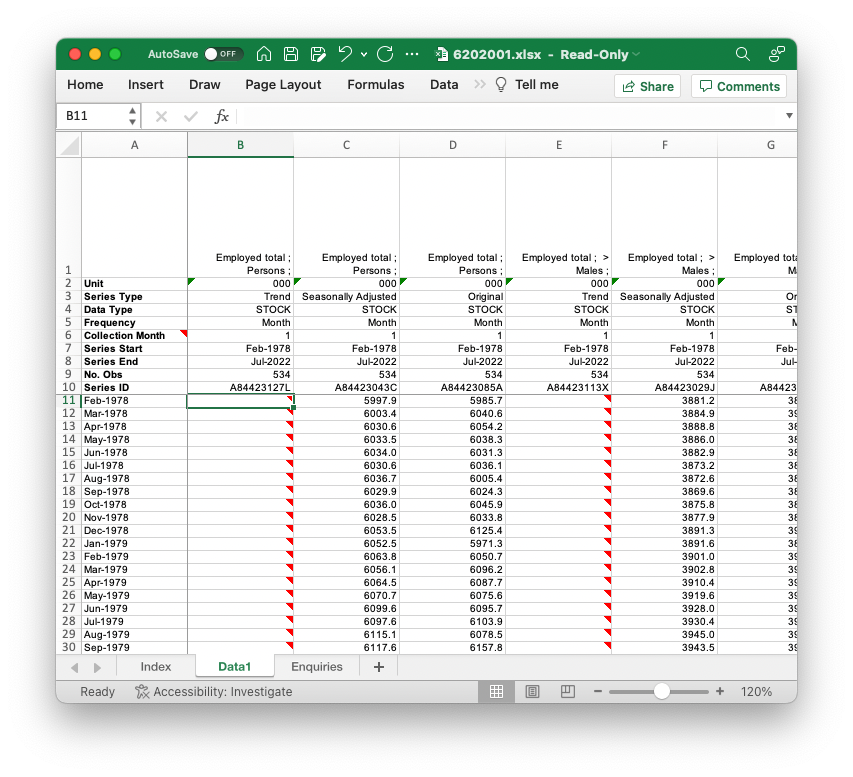 AutoSave OFF ... 6202001.xlsx - Read-Only
Home Insert Draw Page Layout Formulas Data >> Tell me Share Comments
B11 fx
A B C D E F G
Employed total ; Employed total ; Employed total ; Employed total ; > Employed total ; >
1 Persons ; Persons ; Persons ; Males ; Males ;
2 Unit 000 000 000 000 000
3 Series Type Trend Seasonally Adjusted Original Trend Seasonally Adjusted
4 Data Type STOCK STOCK STOCK STOCK STOCK
5 Frequency Month Month Month Month Month
6 Collection Month 1 1 1 1 1
7 Series Start Feb-1978 Feb-1978 Feb-1978 Feb-1978 Feb-1978 Feb-
8 Series End Jul-2022 Jul-2022 Jul-2022 Jul-2022 Jul-2022 Jul-
9 No. Obs 534 534 534 534 534
10 Series ID A84423127L A84423043C A84423085A A84423113X A84423029J A84423
11 Feb-1978 5997.9 5985.7 3881.2 38
12 Mar-1978 6003.4 6040.6 3884.9 39
13 Apr-1978 6030.6 6054.2 3888.8 38
14 May-1978 6033.5 6038.3 3886.0 38
15 Jun-1978 6034.0 6031.3 3882.9 38
16 Jul-1978 6030.6 6036.1 3873.2 38
17 Aug-1978 6036.7 6005.4 3872.6 38
18 Sep-1978 6029.9 6024.3 3869.6 38
19 Oct-1978 6036.0 6045.9 3875.8 38
20 Nov-1978 6028.5 6033.8 3877.9 38
21 Dec-1978 6053.5 6125.4 3891.3 39
22 Jan-1979 6052.5 5971.3 3891.6 38
23 Feb-1979 6063.8 6050.7 3901.0 39
24 Mar-1979 6056.1 6096.2 3902.8 39
25 Apr-1979 6064.5 6087.7 3910.4 39
26 May-1979 6070.7 6075.6 3919.6 39
27 Jun-1979 6099.6 6095.7 3928.0 39
28 Jul-1979 6097.6 6103.9 3930.4 39
29 Aug-1979 6115.1 6078.5 3945.0 39
30 Sep-1979 6117.6 6157.8 3943.5 39
Index Data1 Enquiries +
Ready Accessibility: Investigate − + 120%